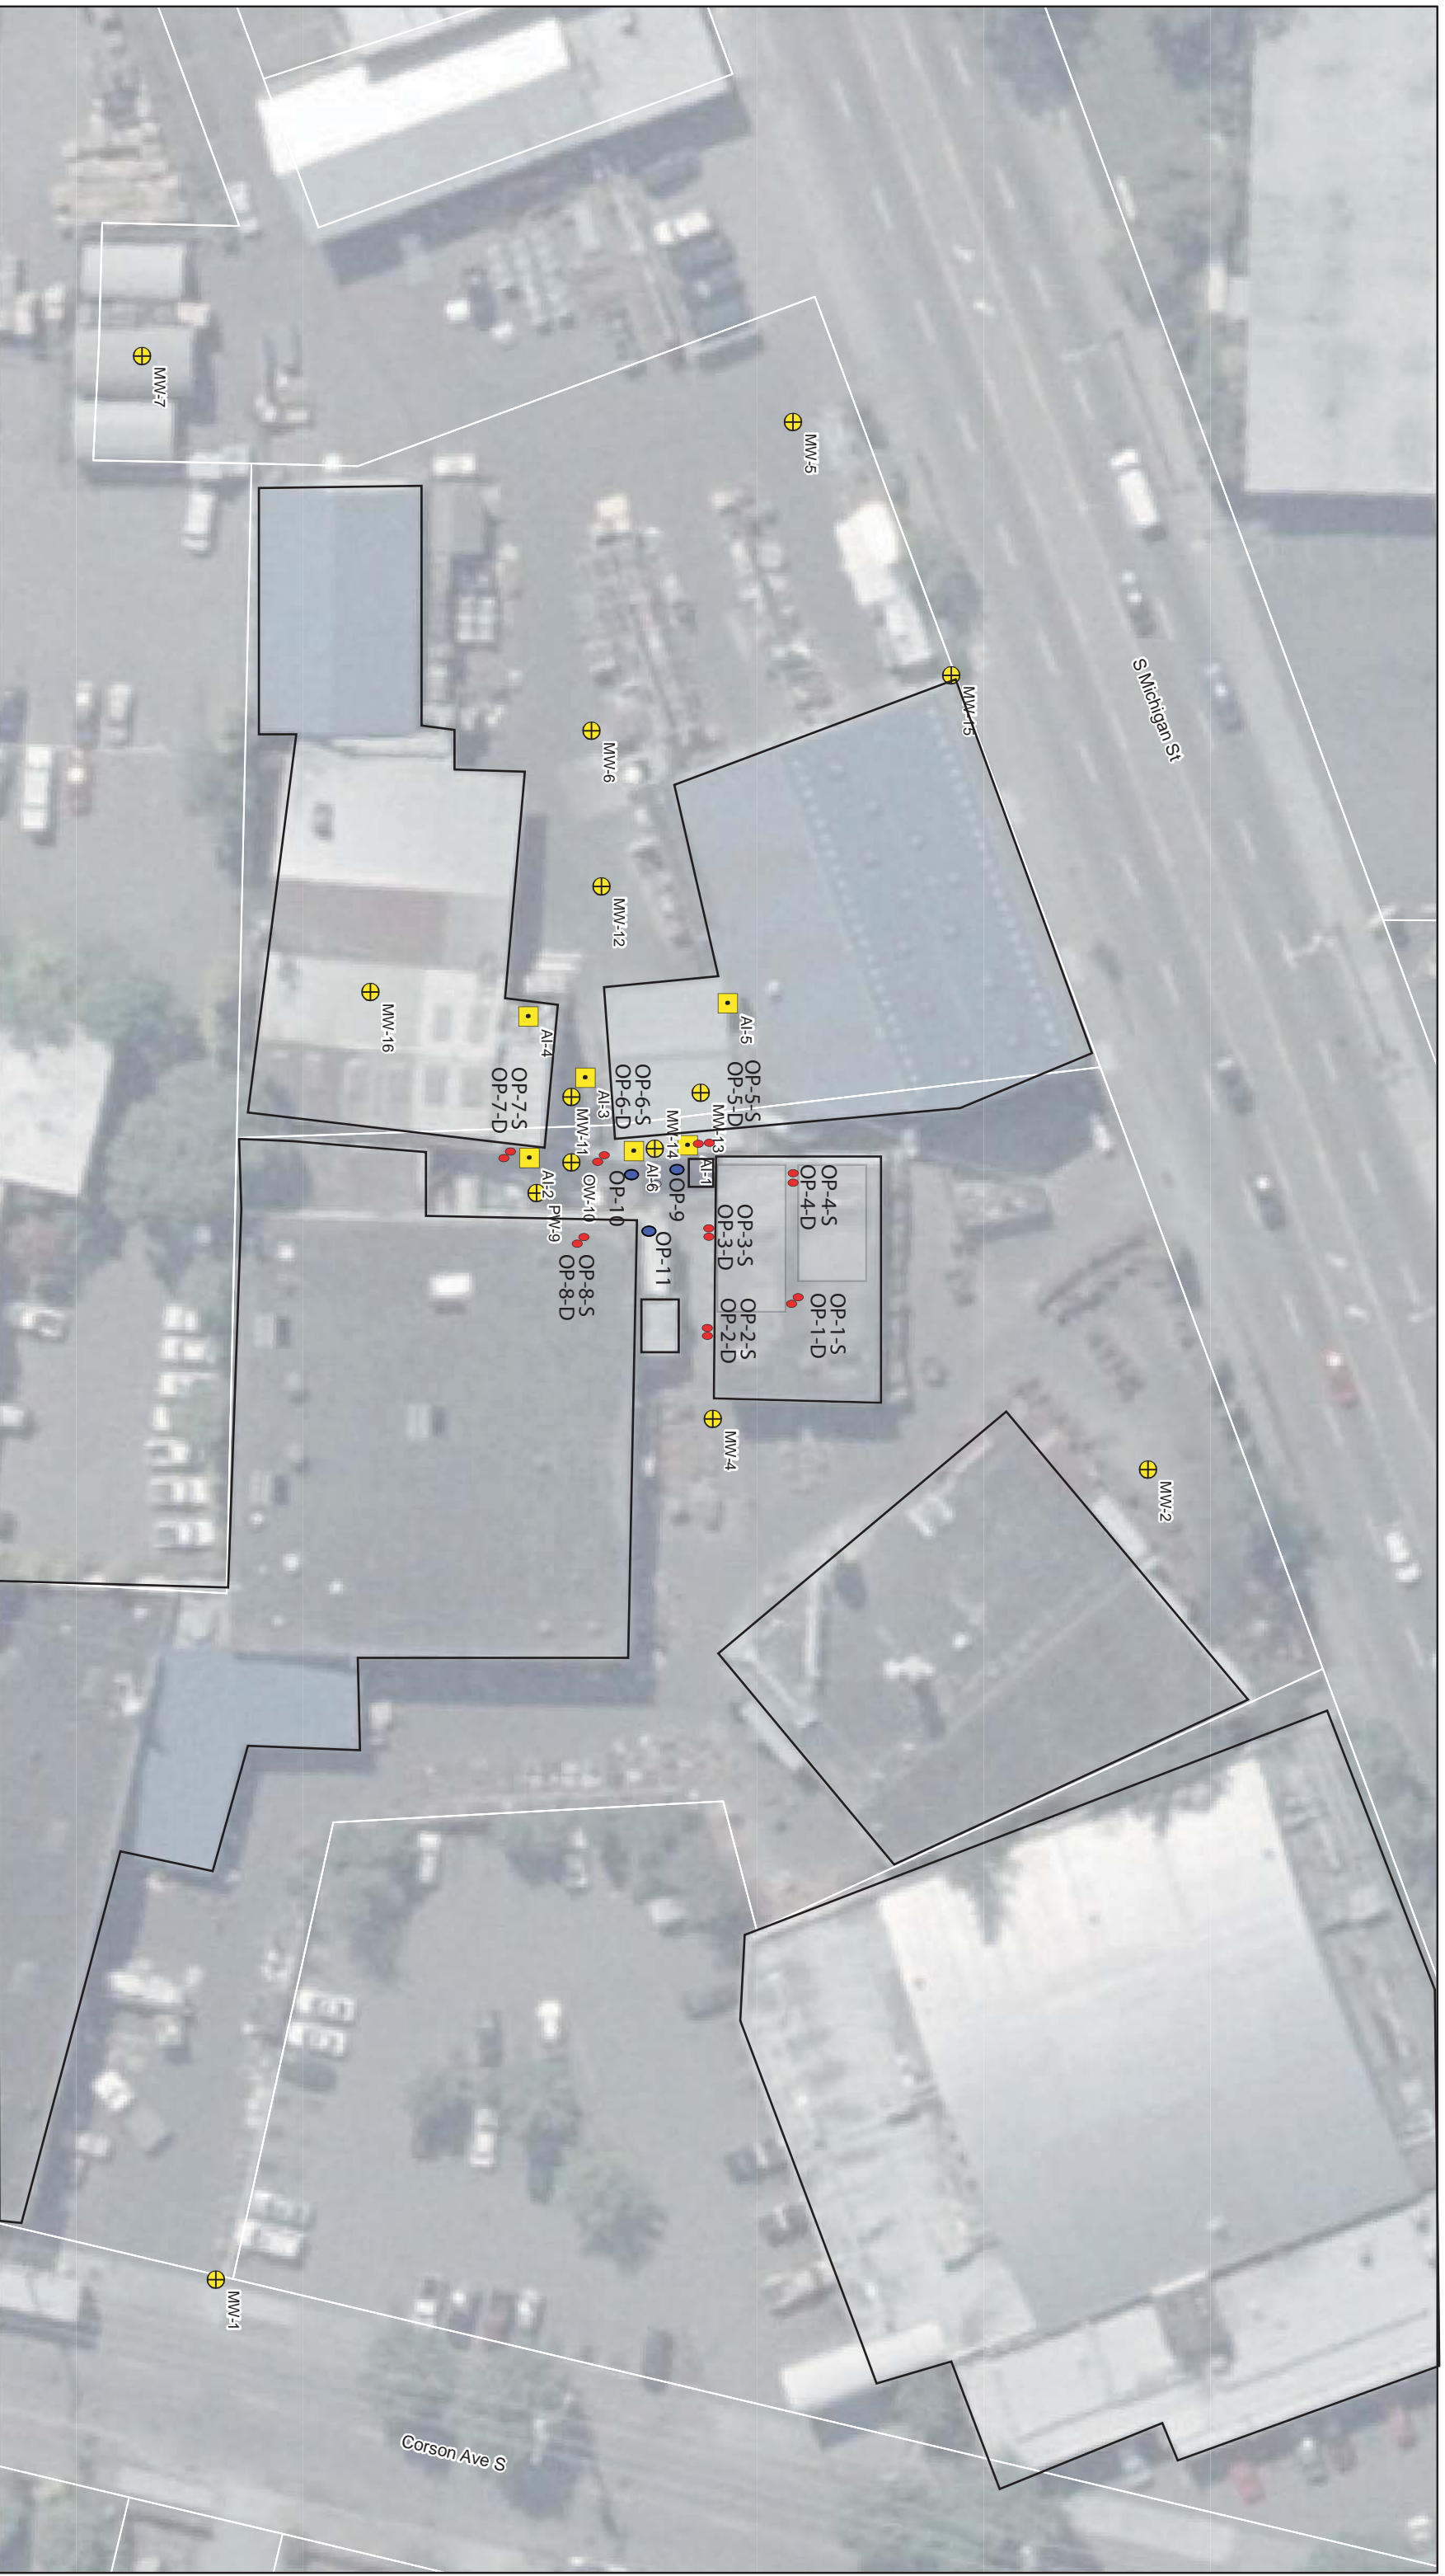 S Michigan St
MW-15
MW-2
MW-5
OP-4-S
OP-4-D
OP-1-S
OP-1-D
AI-5
OP-5-S
OP-5-D
MW-13
OP-3-S
OP-3-D
OP-2-S
OP-2-D
MW-4
AI-1
MW-14
OP-9
OP-11
AI-6
OP-6-S
OP-6-D
OP-10
MW-6
MW-12
AI-3
MW-11
OW-10
OP-8-S
OP-8-D
AI-4
AI-2
PW-9
OP-7-S
OP-7-D
MW-16
MW-7
MW-1
Corson Ave S